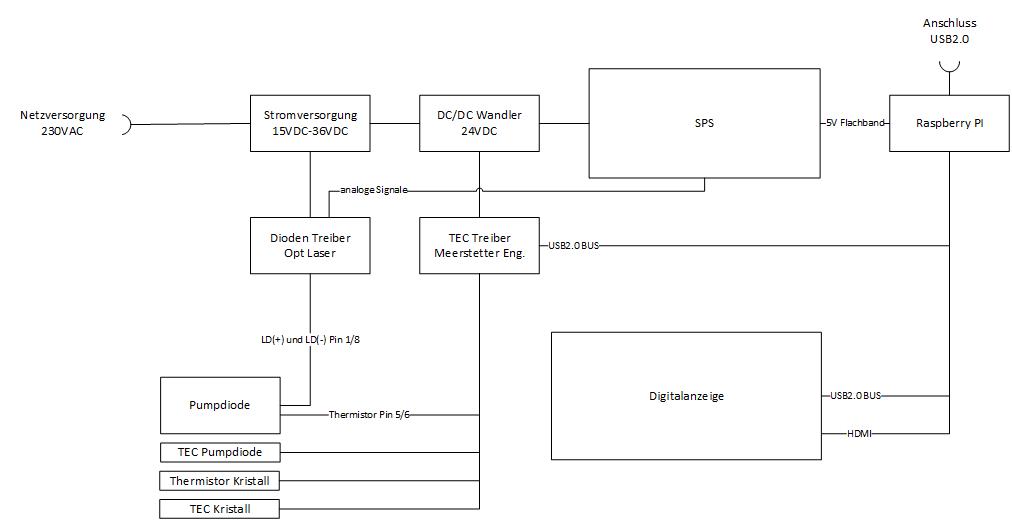 Anschluss
USB2.0
Netzversorgung
230VAC
Stromversorgung
15VDC-36VDC
DC/DC Wandler
24VDC
SPS
5V Flachband
Raspberry PI
analoge Signale
Dioden Treiber
Opt Laser
TEC Treiber
Meerstetter Eng.
USB2.0 BUS
LD(+) und LD(-) Pin 1/8
Pumpdiode
Thermistor Pin 5/6
Digitalanzeige
USB2.0 BUS
HDMI
TEC Pumpdiode
Thermistor Kristall
TEC Kristall